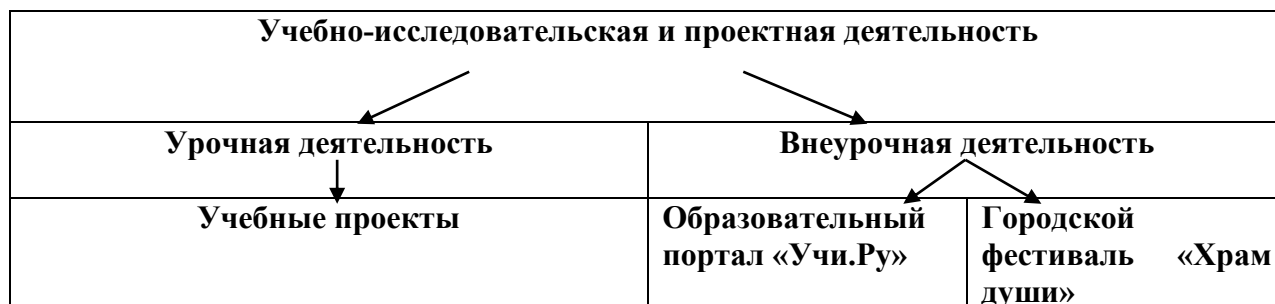 Учебно-исследовательская и проектная деятельность
Урочная деятельность
Внеурочная деятельность
Учебные проекты
Образовательный
портал «Учи.Ру»
Городской
фестиваль «Храм
души»